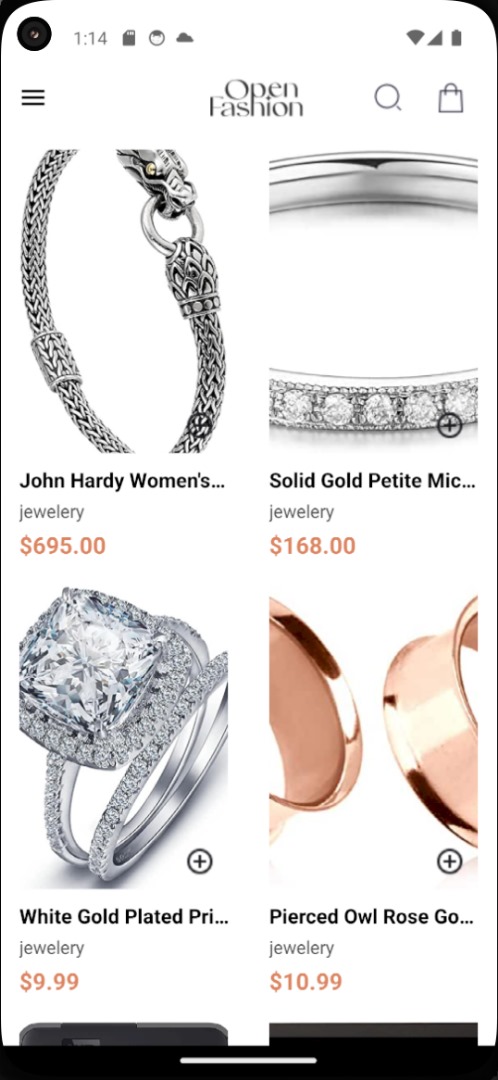 1:14
Open
Fashion
John Hardy Women's...
jewelery
$695.00
Solid Gold Petite Mic...
jewelery
$168.00
White Gold Plated Pri...
jewelery
$9.99
Pierced Owl Rose Go...
jewelery
$10.99